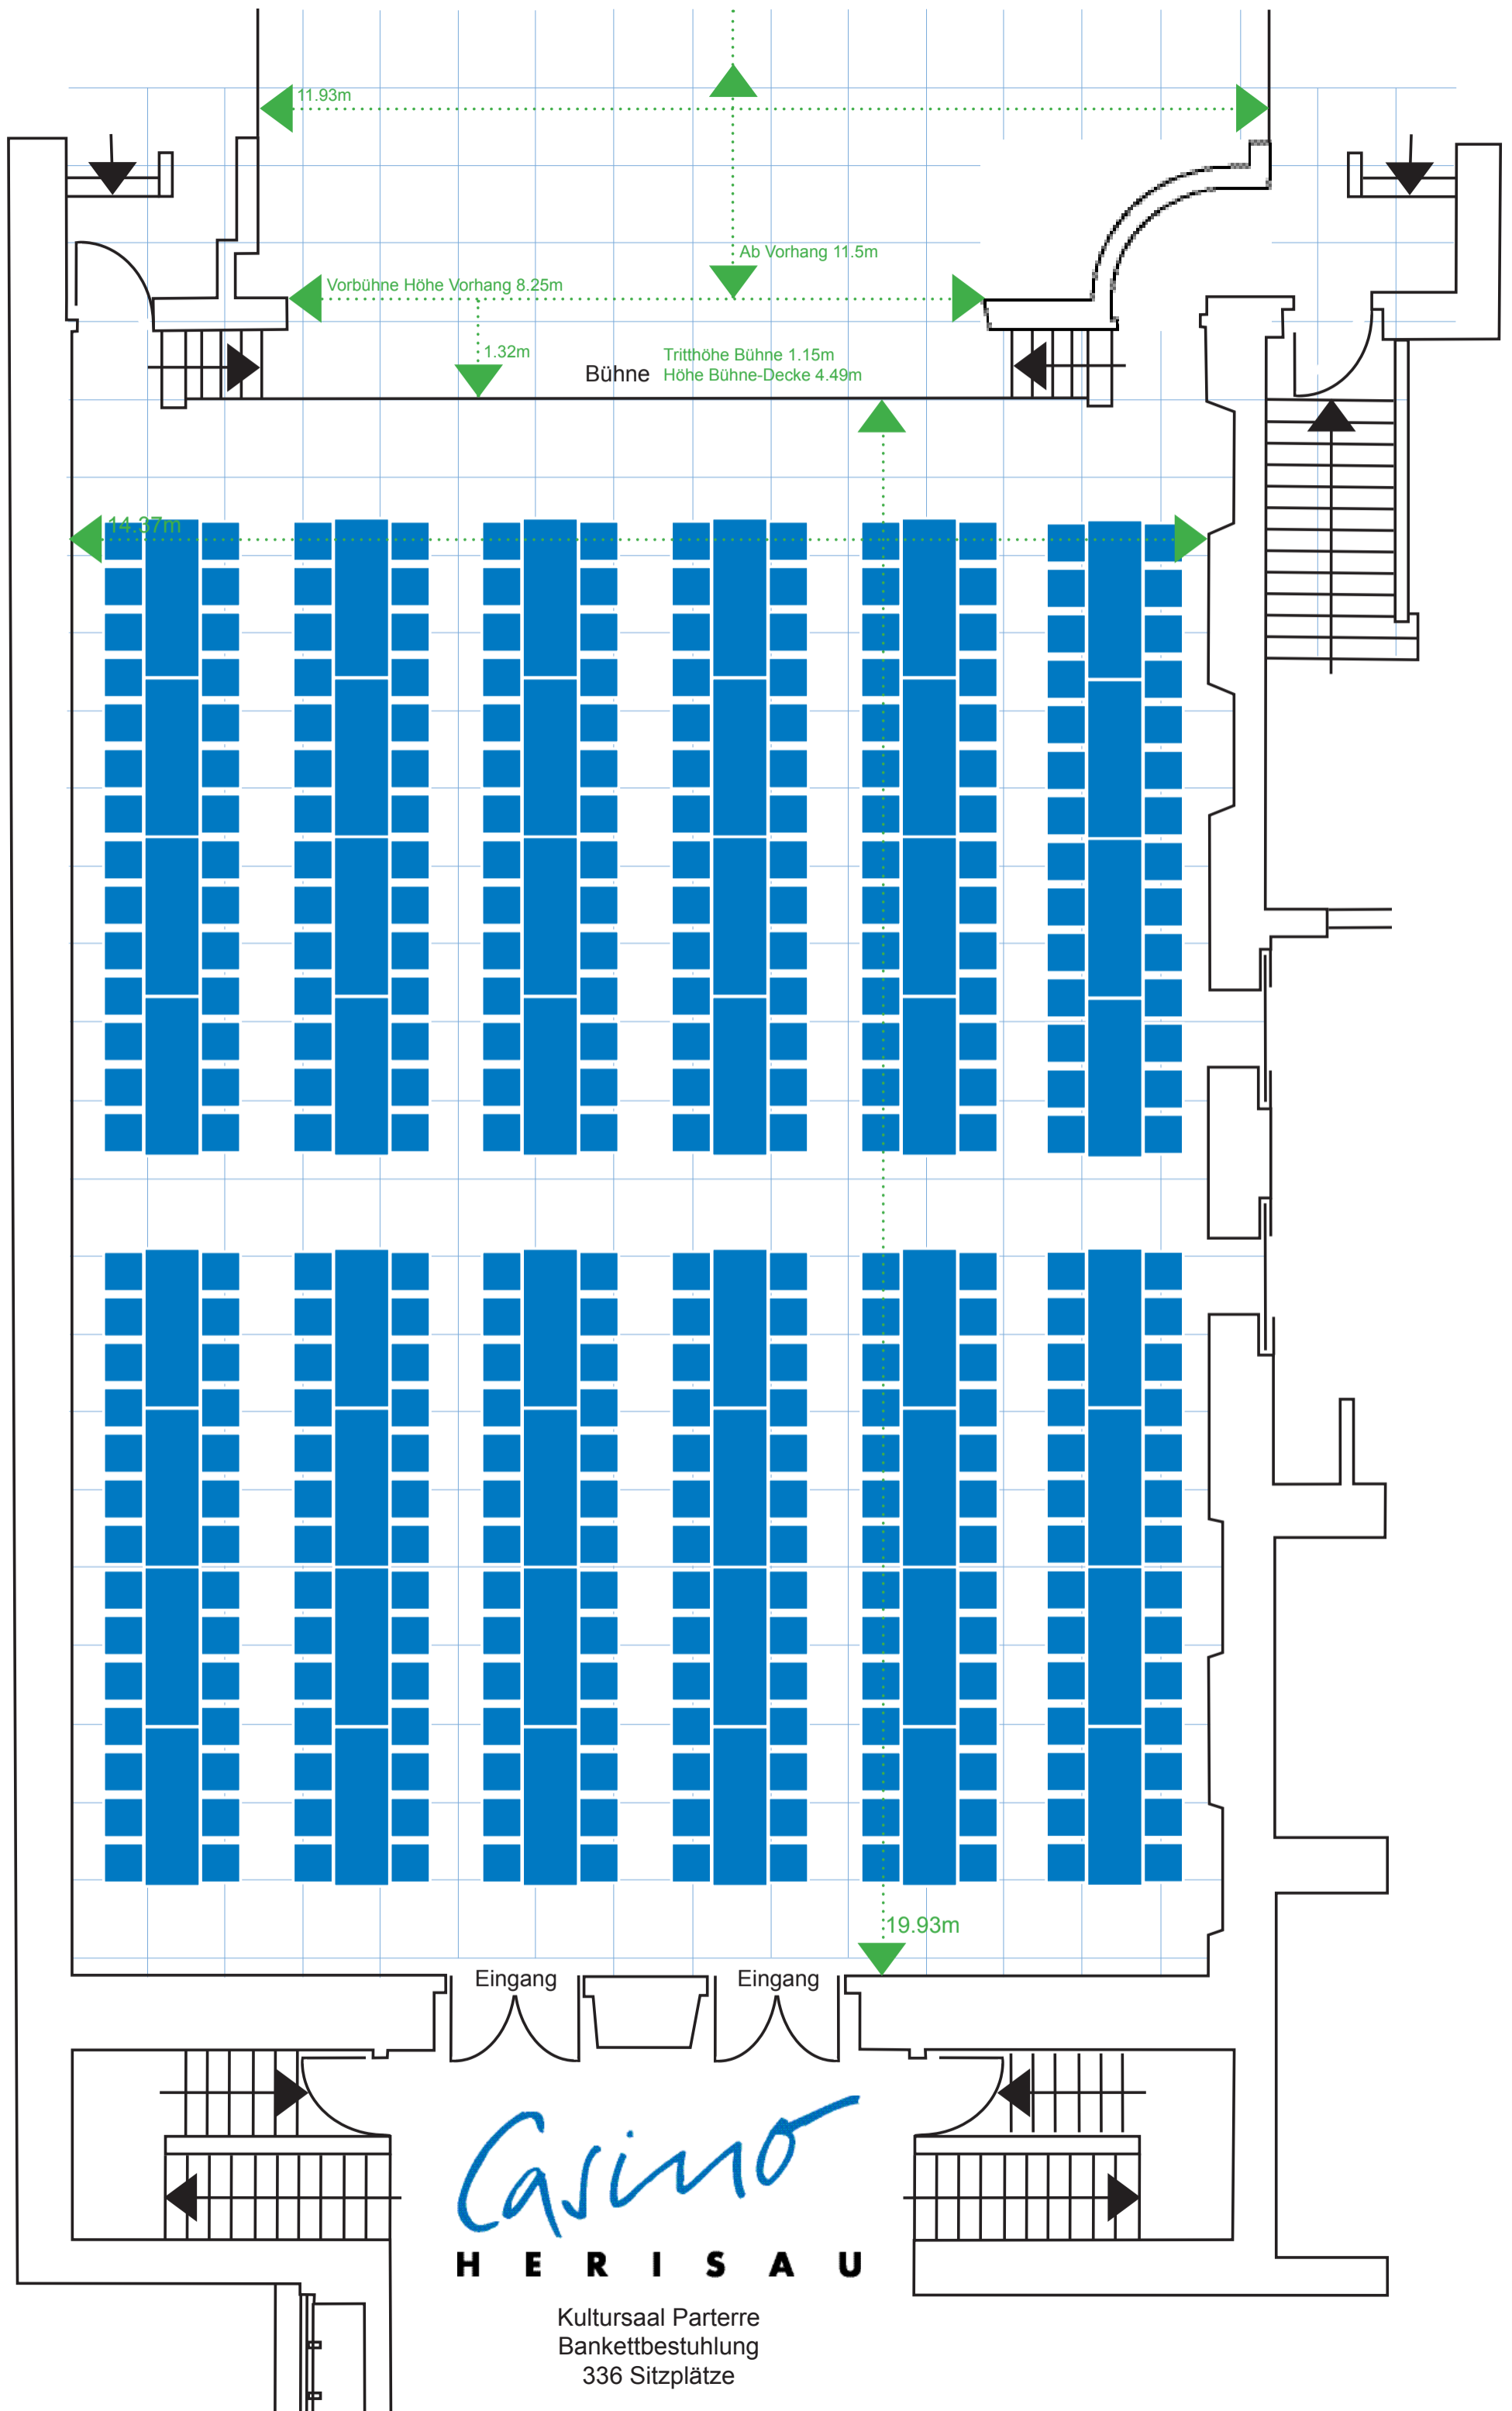 11.93m
Ab Vorhang 11.5m
Vorbühne Höhe Vorhang 8.25m
1.32m
Bühne
Tritthöhe Bühne 1.15m
Höhe Bühne-Decke 4.49m
14.37m
19.93m
Eingang
Eingang
Casino
HERISAU
Kultursaal Parterre
Bankettbestuhlung
336 Sitzplätze